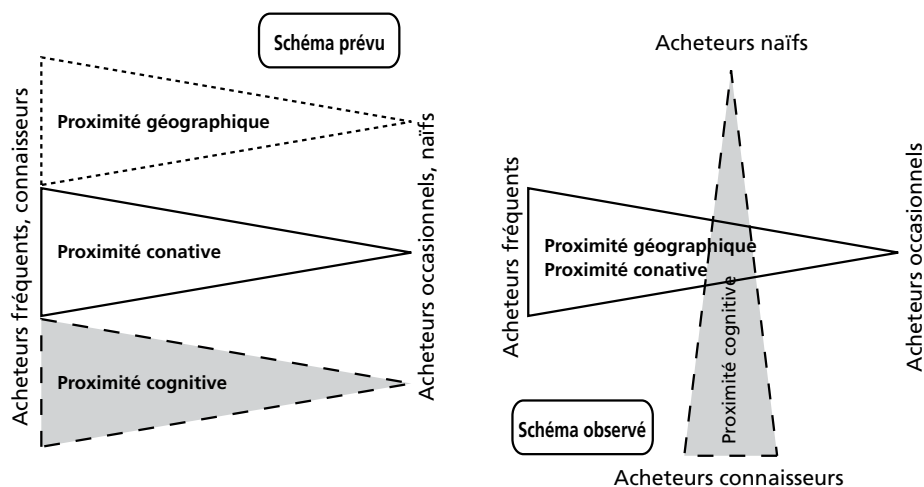 Schéma prévu
Acheteurs fréquents, connaisseurs
Proximité géographique
Proximité conative
Proximité cognitive
Acheteurs occasionnels, naïfs
Acheteurs naïfs
Acheteurs fréquents
Proximité géographique
Proximité conative
Proximité cognitive
Acheteurs occasionnels
Schéma observé
Acheteurs connaisseurs